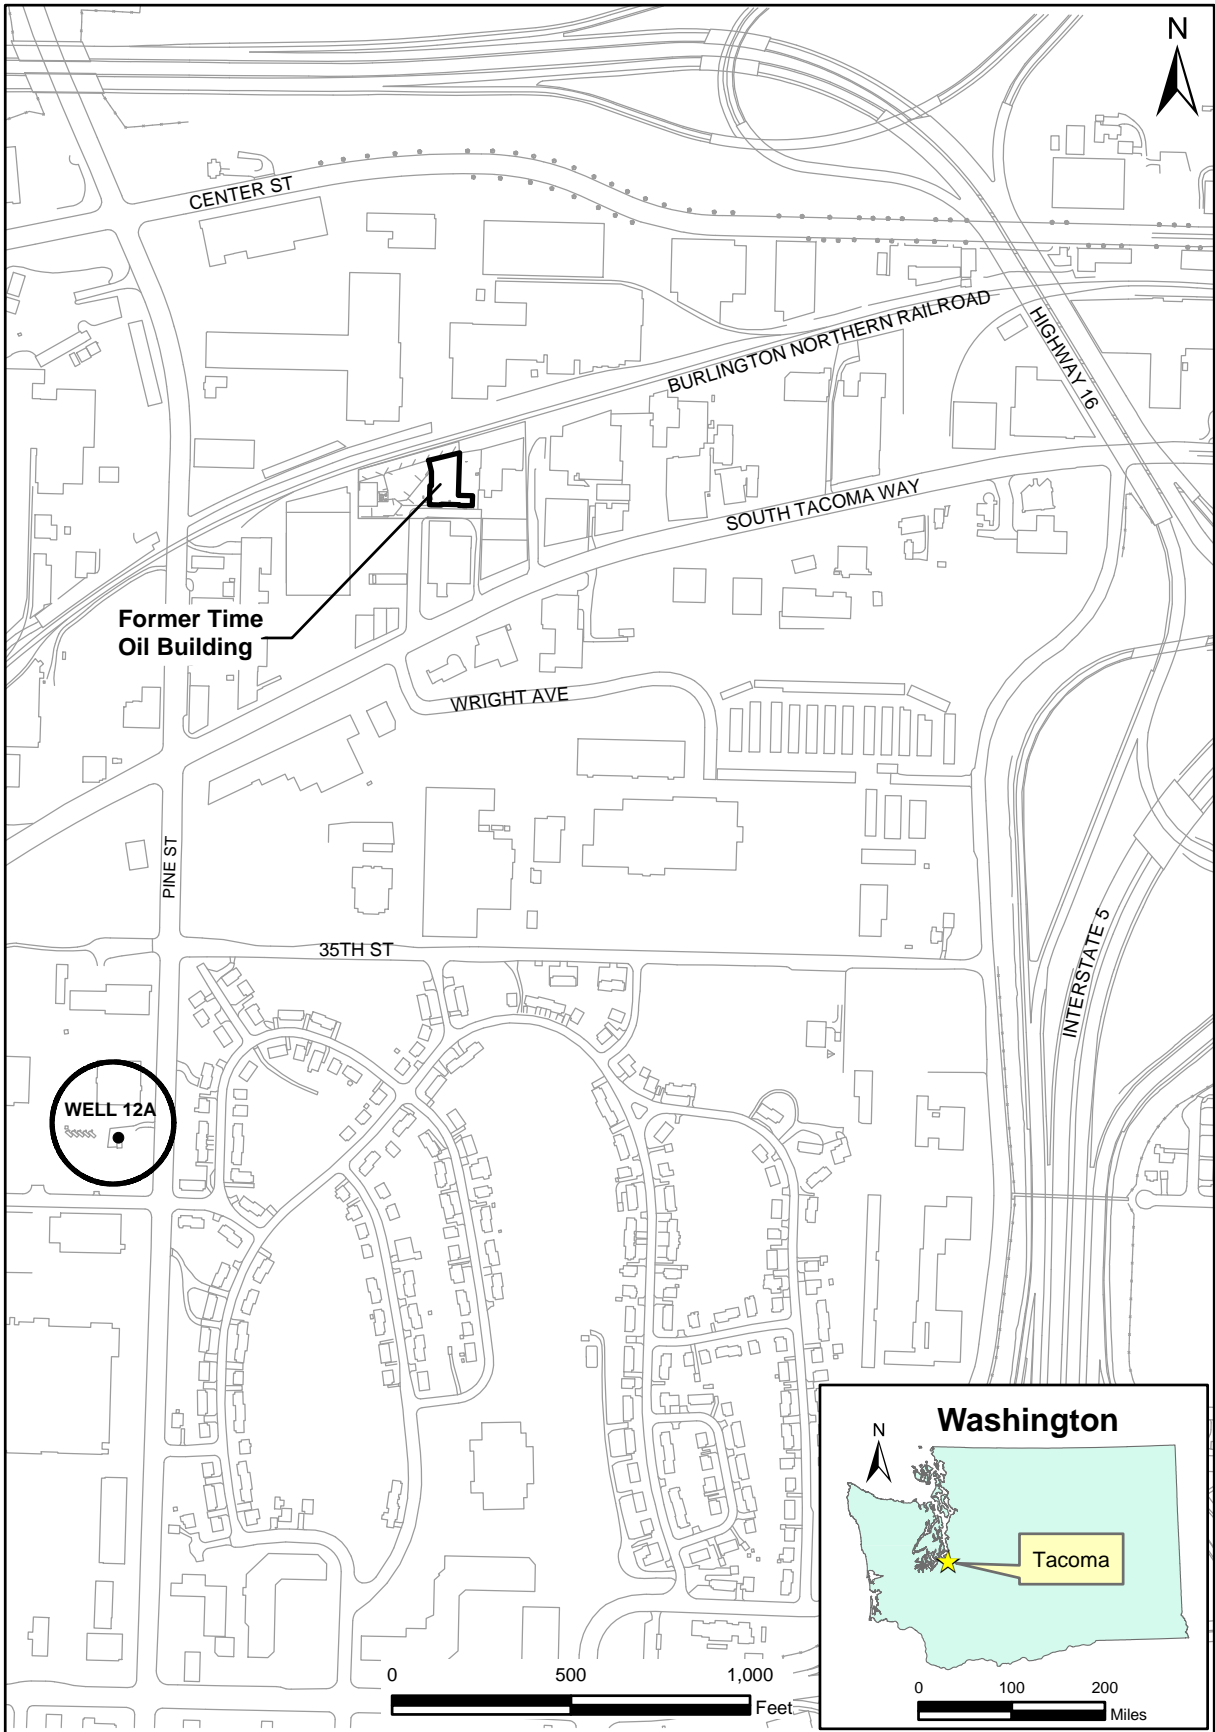 N
CENTER ST
BURLINGTON NORTHERN RAILROAD
HIGHWAY 16
SOUTH TACOMA WAY
Former Time
Oil Building
WRIGHT AVE
PINE ST
35TH ST
INTERSTATE 5
WELL 12A
Washington
N
Tacoma
0 500 1,000
Feet
0 100 200
Miles